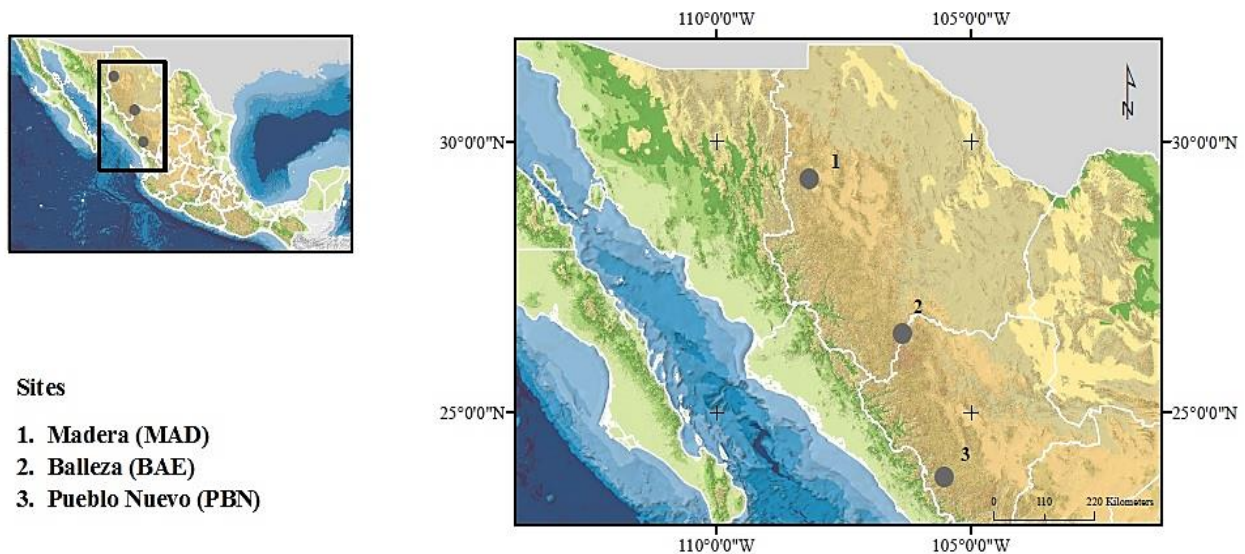 110°0'0"W 105°0'0"W
N
30°0'0"N 30°0'0"N
1
2
25°0'0"N 25°0'0"N
3
0 110 220 Kilometers
110°0'0"W 105°0'0"W
Sites
1. Madera (MAD)
2. Balleza (BAE)
3. Pueblo Nuevo (PBN)